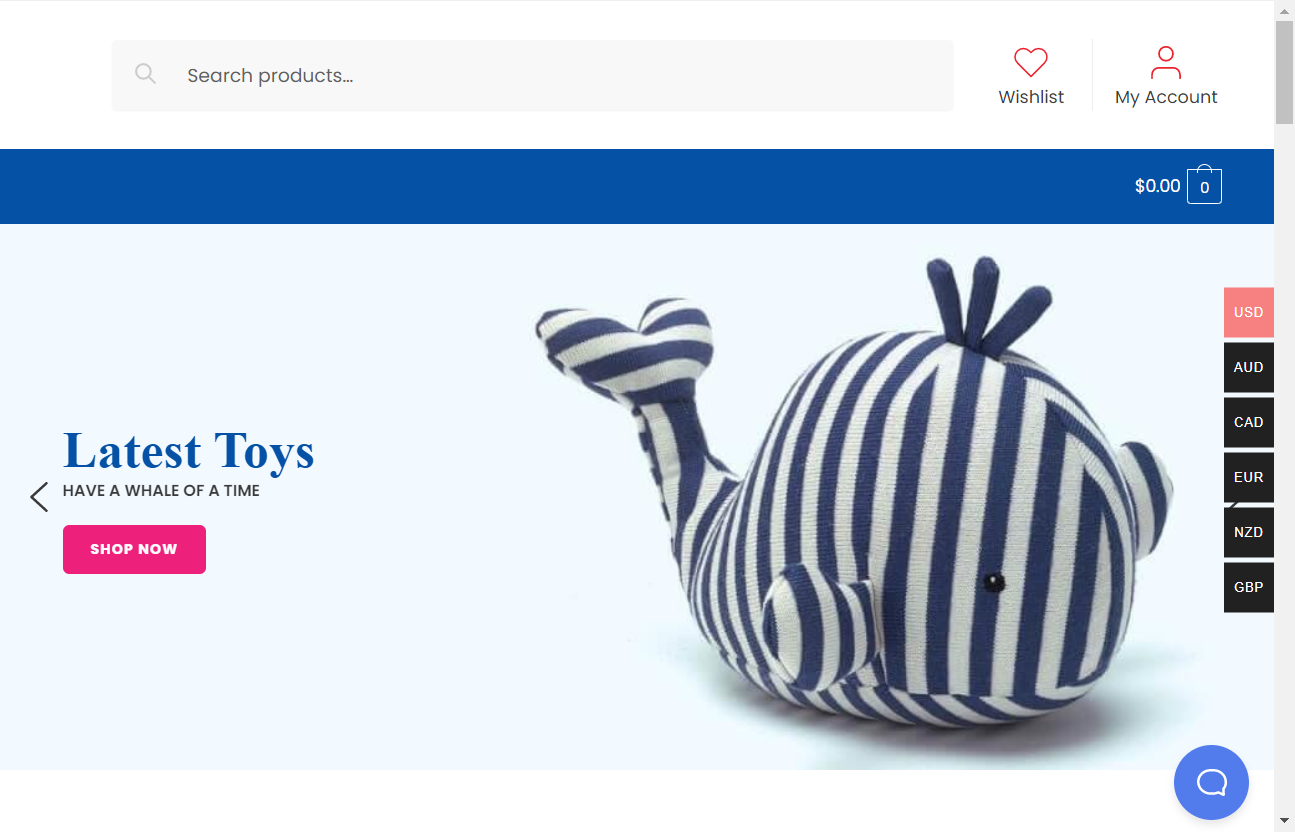 Search products...
Wishlist
My Account
$0.00
0
USD
AUD
CAD
EUR
NZD
GBP
Latest Toys
HAVE A WHALE OF A TIME
SHOP NOW